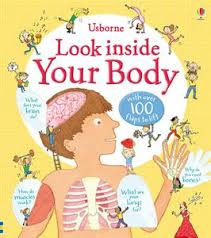 Usborne
Look inside
Your Body
with over
100
flaps to lift
What does your
brain do?
Why do
you need
bones?
How do
muscles
work?
What are
your
lungs
for?